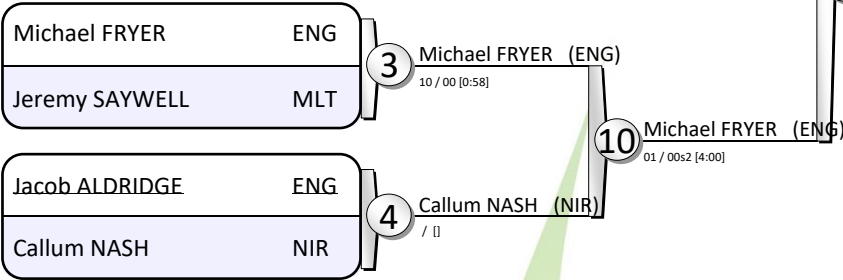 Michael FRYER ENG
Jeremy SAYWELL MLT
3
Michael FRYER (ENG)
10 / 00 [0:58]
10
Michael FRYER (ENG)
01 / 00s2 [4:00]
Jacob ALDRIDGE ENG
Callum NASH NIR
4
Callum NASH (NIR)
/ []